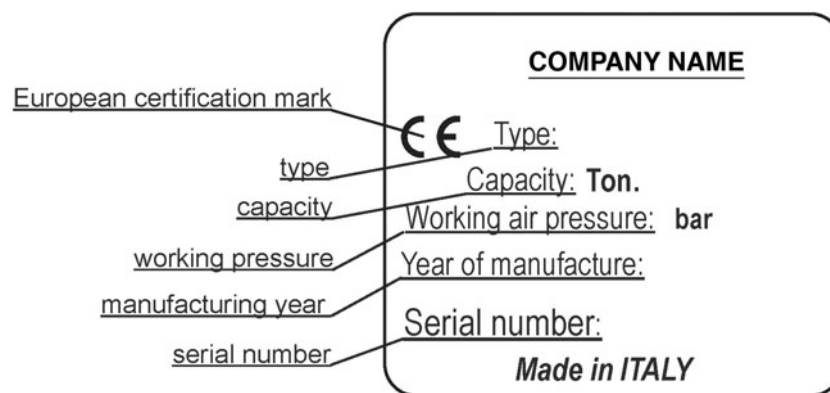 COMPANY NAME
European certification mark
CE Type:
type
Capacity: Ton.
capacity
Working air pressure: bar
working pressure
Year of manufacture:
manufacturing year
Serial number:
serial number
Made in ITALY